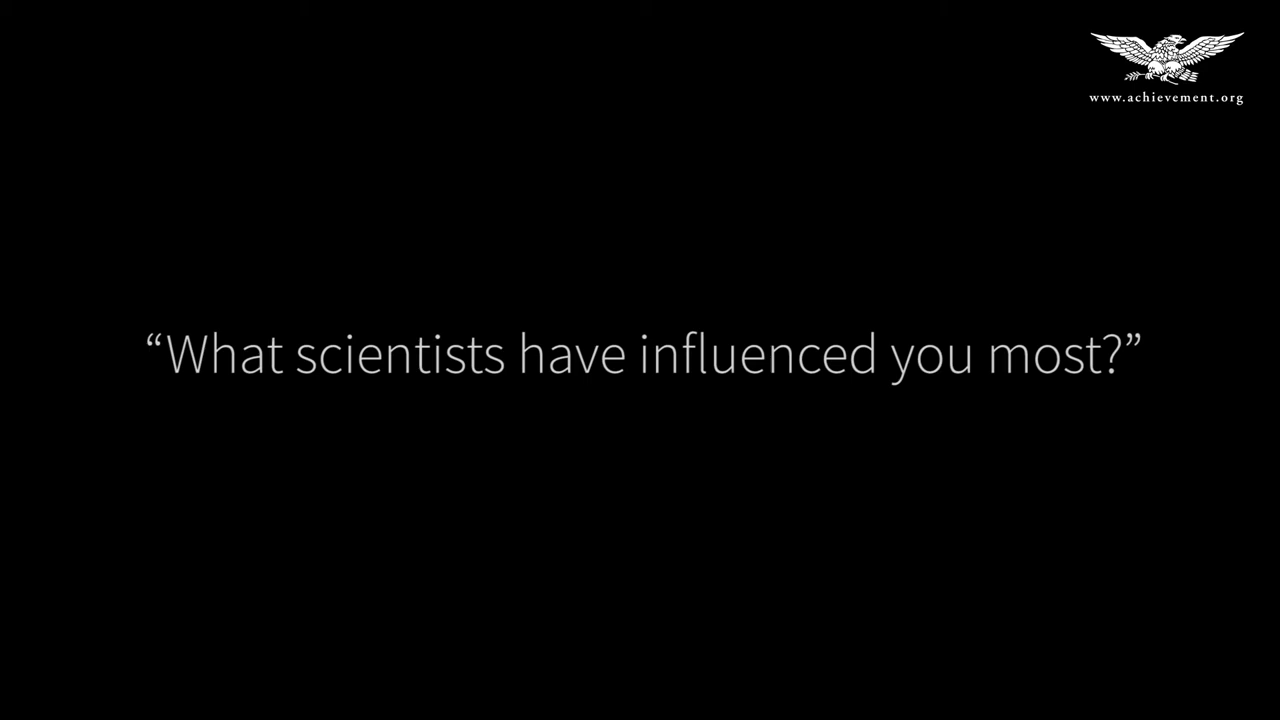 www.achievement.org
“What scientists have influenced you most?”